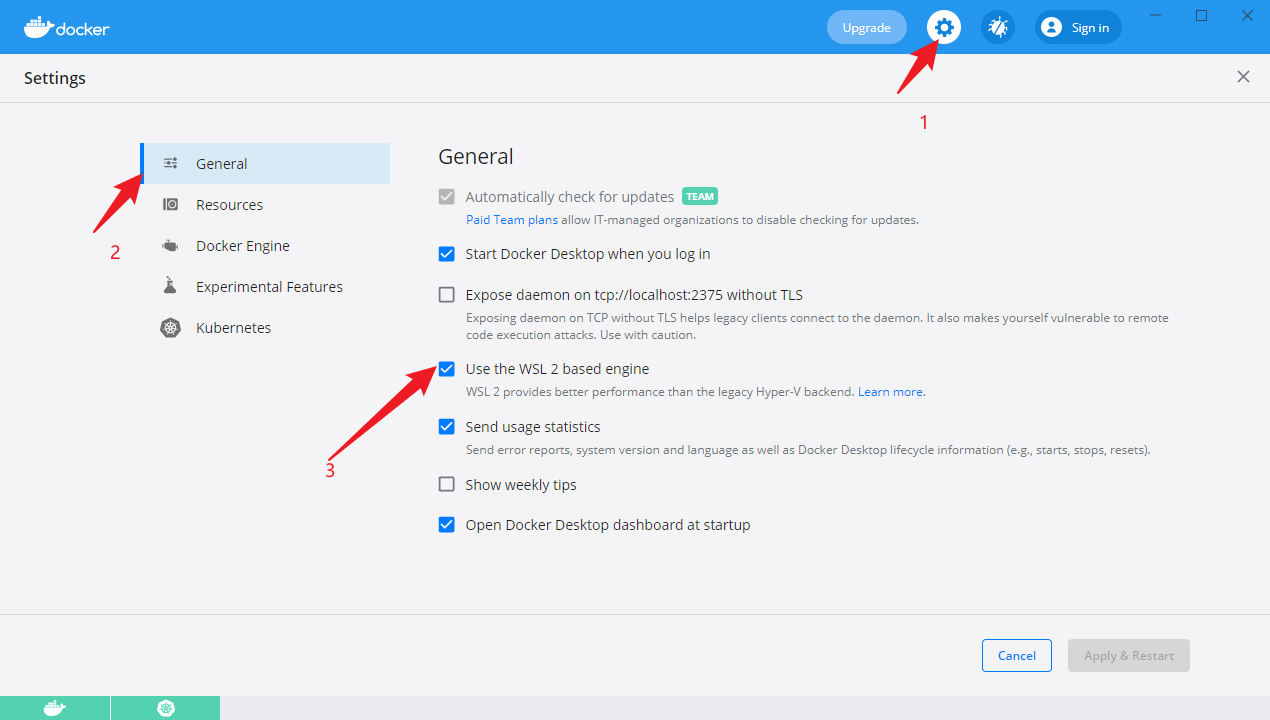 docker
Upgrade
Sign in
Settings
1
General
Resources
Docker Engine
Experimental Features
Kubernetes
2
General
Automatically check for updates TEAM
Paid Team plans allow IT-managed organizations to disable checking for updates.
Start Docker Desktop when you log in
Expose daemon on tcp://localhost:2375 without TLS
Exposing daemon on TCP without TLS helps legacy clients connect to the daemon. It also makes yourself vulnerable to remote
code execution attacks. Use with caution.
Use the WSL 2 based engine
WSL 2 provides better performance than the legacy Hyper-V backend. Learn more.
3
Send usage statistics
Send error reports, system version and language as well as Docker Desktop lifecycle information (e.g., starts, stops, resets).
Show weekly tips
Open Docker Desktop dashboard at startup
Cancel
Apply & Restart